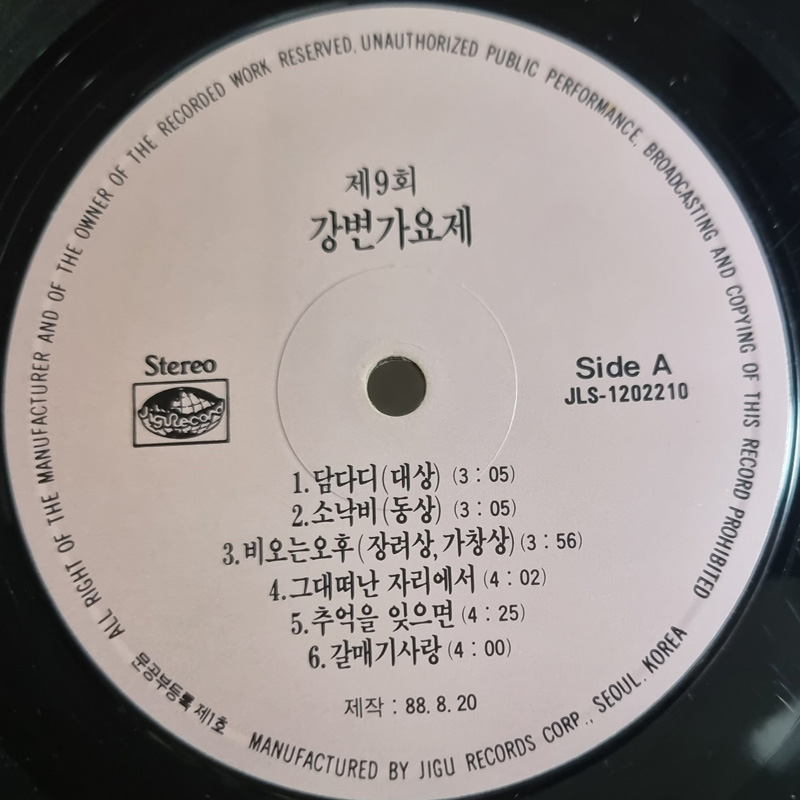 ALL RIGHT OF THE MANUFACTURER AND OF THE OWNER OF THE RECORDED WORK RESERVED, UNAUTHORIZED PUBLIC PERFORMANCE, BROADCASTING AND COPYING OF THIS RECORD PROHIBITED
제9회
강변가요제
Stereo
Jigu Record
Side A
JLS-1202210
1. 담다디 (대상) (3 : 05)
2. 소낙비 (동상) (3 : 05)
3. 비오는오후 (장려상, 가창상) (3 : 56)
4. 그대떠난 자리에서 (4 : 02)
5. 추억을 잊으면 (4 : 25)
6. 갈매기사랑 (4 : 00)
제작 : 88. 8. 20
문공부등록 제1호
MANUFACTURED BY JIGU RECORDS CORP., SEOUL. KOREA